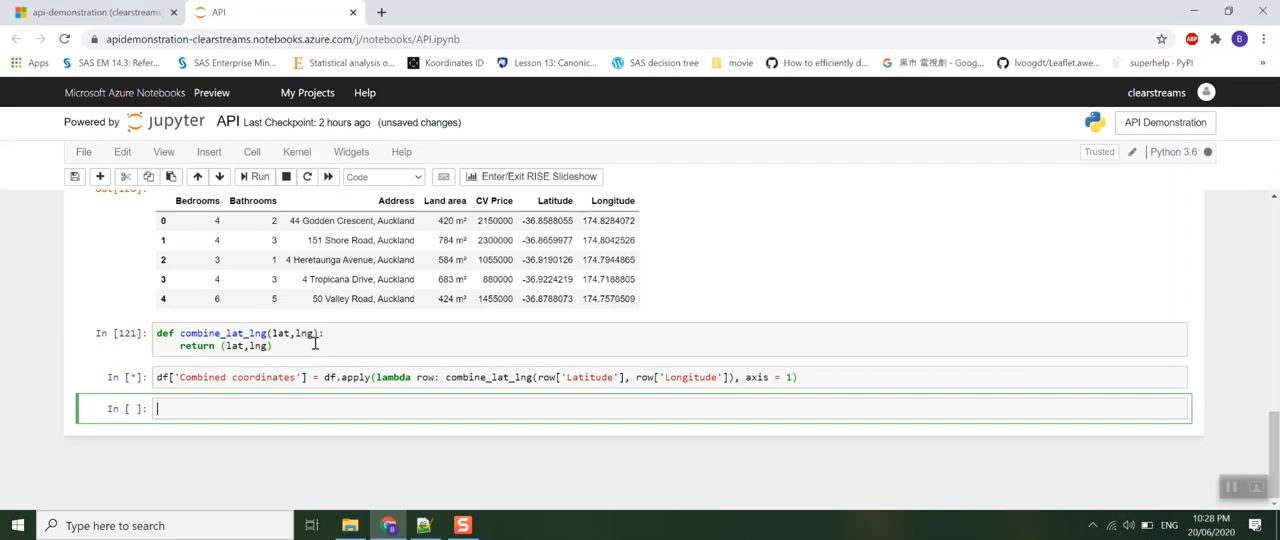 api-demonstration (clearstreams)
API
apidemonstration-clearstreams.notebooks.azure.com/j/notebooks/API.ipynb
ABP
B
Apps
SAS EM 14.3: Refer...
SAS Enterprise Min...
Statistical analysis o...
Koordinates ID
Lesson 13: Canonic...
SAS decision tree
movie
How to efficiently d...
黑市 電視劇 - Goog...
lvoogdt/Leaflet.awe...
superhelp · PyPI
Microsoft Azure Notebooks Preview My Projects Help clearstreams
Powered by jupyter API Last Checkpoint: 2 hours ago (unsaved changes) API Demonstration
File Edit View Insert Cell Kernel Widgets Help Trusted Python 3.6
Run Code Enter/Exit RISE Slideshow
Bedrooms Bathrooms Address Land area CV Price Latitude Longitude
0 4 2 44 Godden Crescent, Auckland 420 m² 2150000 -36.8588055 174.8284072
1 4 3 151 Shore Road, Auckland 784 m² 2300000 -36.8659977 174.8042526
2 3 1 4 Heretaunga Avenue, Auckland 584 m² 1055000 -36.9190126 174.7944865
3 4 3 4 Tropicana Drive, Auckland 683 m² 880000 -36.9224219 174.7188805
4 6 5 50 Valley Road, Auckland 424 m² 1455000 -36.8788073 174.7570509
In [121]: def combine_lat_lng(lat,lng):
return (lat,lng)
In [*]: df['Combined coordinates'] = df.apply(lambda row: combine_lat_lng(row['Latitude'], row['Longitude']), axis = 1)
In [ ]:
Type here to search
ENG
10:28 PM
20/06/2020